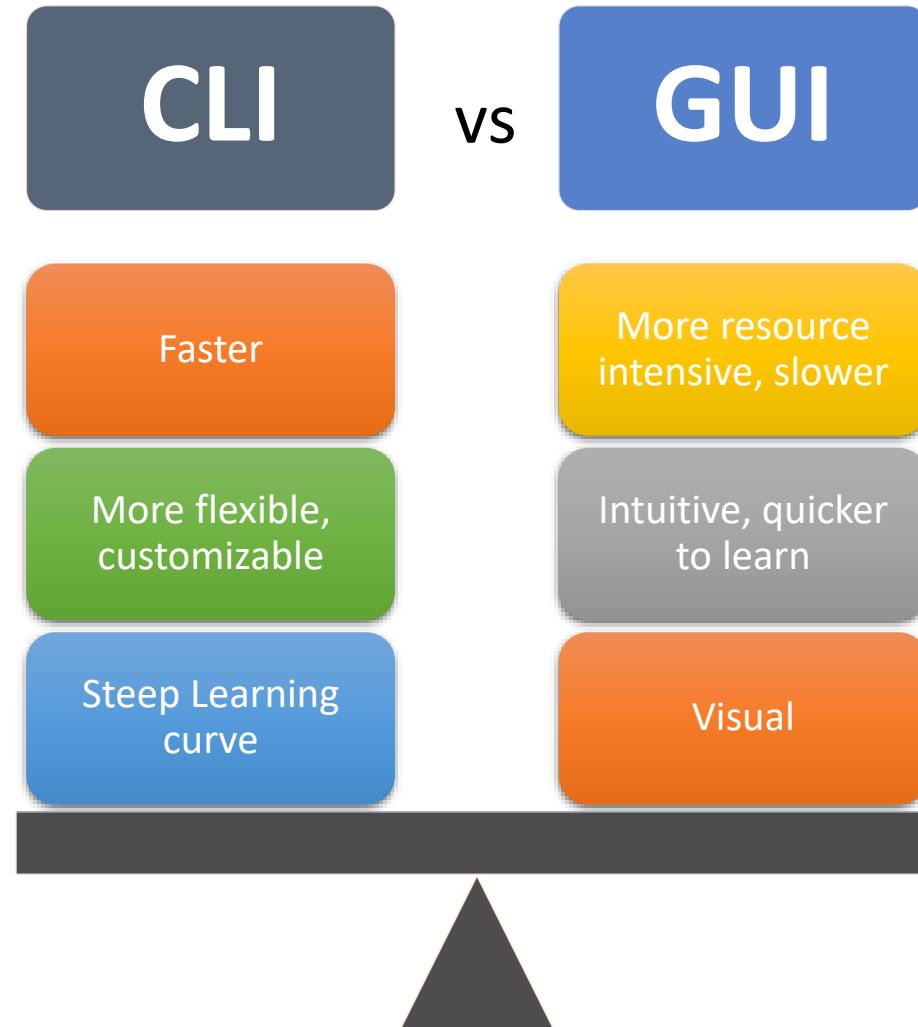 CLI
vs
GUI
Faster
More flexible,
customizable
Steep Learning
curve
More resource
intensive, slower
Intuitive, quicker
to learn
Visual